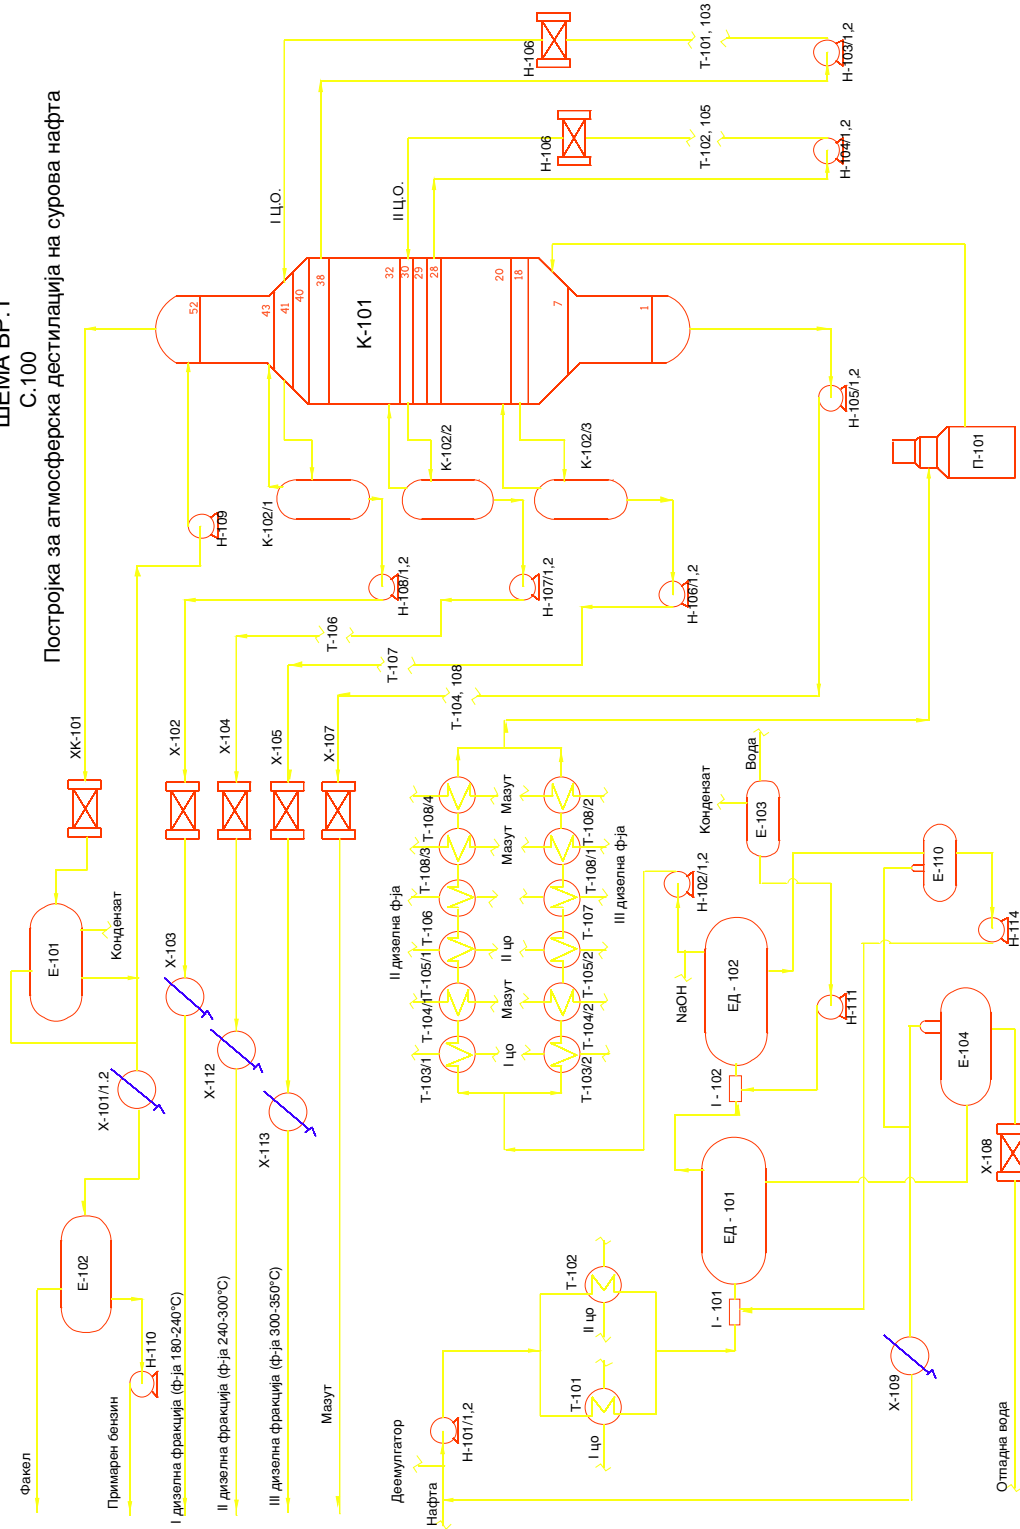 ШЕМА БР.1
С.100
Постројка за атмосферска дестилација на сурова нафта
Факел
Примарен бензин
I дизелна фракција (ф-ја 180-240°C)
II дизелна фракција (ф-ја 240-300°C)
III дизелна фракција (ф-ја 300-350°C)
Мазут
Деемулгатор
Нафта
Отпадна вода
Е-102
Н-110
Х-101/1.2
Е-101
Кондензат
Х-103
Х-112
Х-113
ХК-101
Х-102
Х-104
Х-105
Х-107
Н-109
К-102/1
К-102/2
К-102/3
Н-108/1,2
Н-107/1,2
Н-106/1,2
Т-106
Т-107
Т-104, 108
К-101
52
43
41
40
38
32
30
29
28
20
18
7
1
I Ц.О.
II Ц.О.
Н-106
Н-106
Т-101, 103
Т-102, 105
Н-103/1,2
Н-104/1,2
Н-105/1,2
П-101
II дизелна ф-ја
Т-103/1
Т-104/1
Т-105/1
Т-106
Т-108/3
Т-108/4
I цо
Мазут
II цо
Мазут
Мазут
Т-103/2
Т-104/2
Т-105/2
Т-107
Т-108/1
Т-108/2
III дизелна ф-ја
Н-102/1,2
NaOH
Кондензат
Вода
Е-103
Е-110
Н-114
Н-111
ЕД - 102
I - 102
Е-104
Х-108
ЕД - 101
I - 101
Т-102
II цо
Т-101
I цо
Н-101/1,2
Х-109